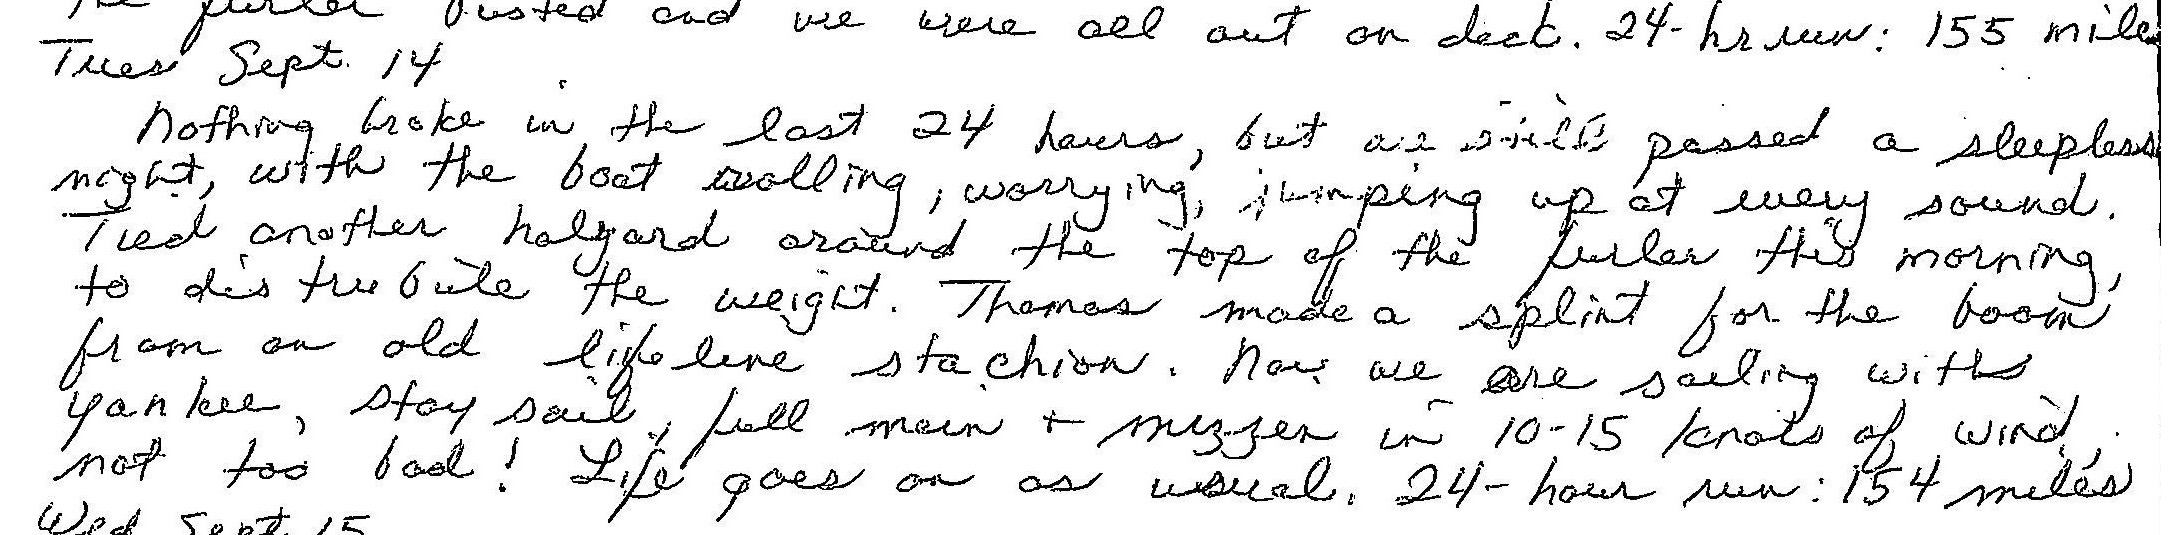 The furler busted and we were all out on deck. 24-hr run: 155 mile
Tues Sept. 14
Nothing broke in the last 24 hours, but we still passed a sleepless
night, with the boat rolling, worrying, jumping up at every sound.
Tied another halyard around the top of the furler this morning,
to distribute the weight. Thomas made a splint for the boom
from an old lifeline stachion. Now we are sailing with
yankee, stay sail, full main + mizzen in 10-15 knots of wind,
not too bad! Life goes on as usual. 24-hour run: 154 miles
Wed Sept 15